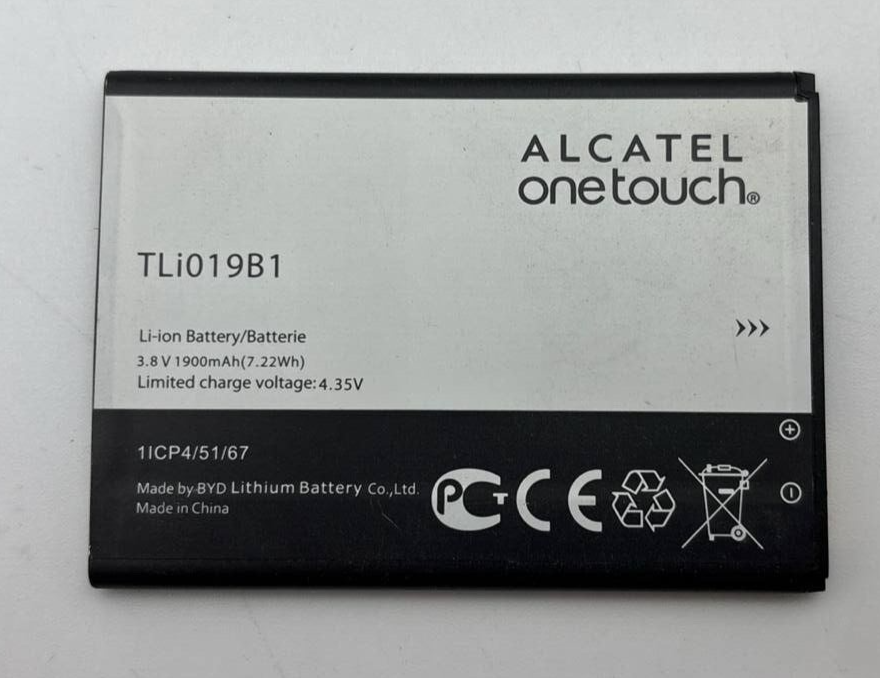 ALCATEL
onetouch®
TLi019B1
Li-ion Battery/Batterie
3.8 V 1900mAh(7.22Wh)
Limited charge voltage:4.35V
1ICP4/51/67
Made by BYD Lithium Battery Co.,Ltd.
Made in China